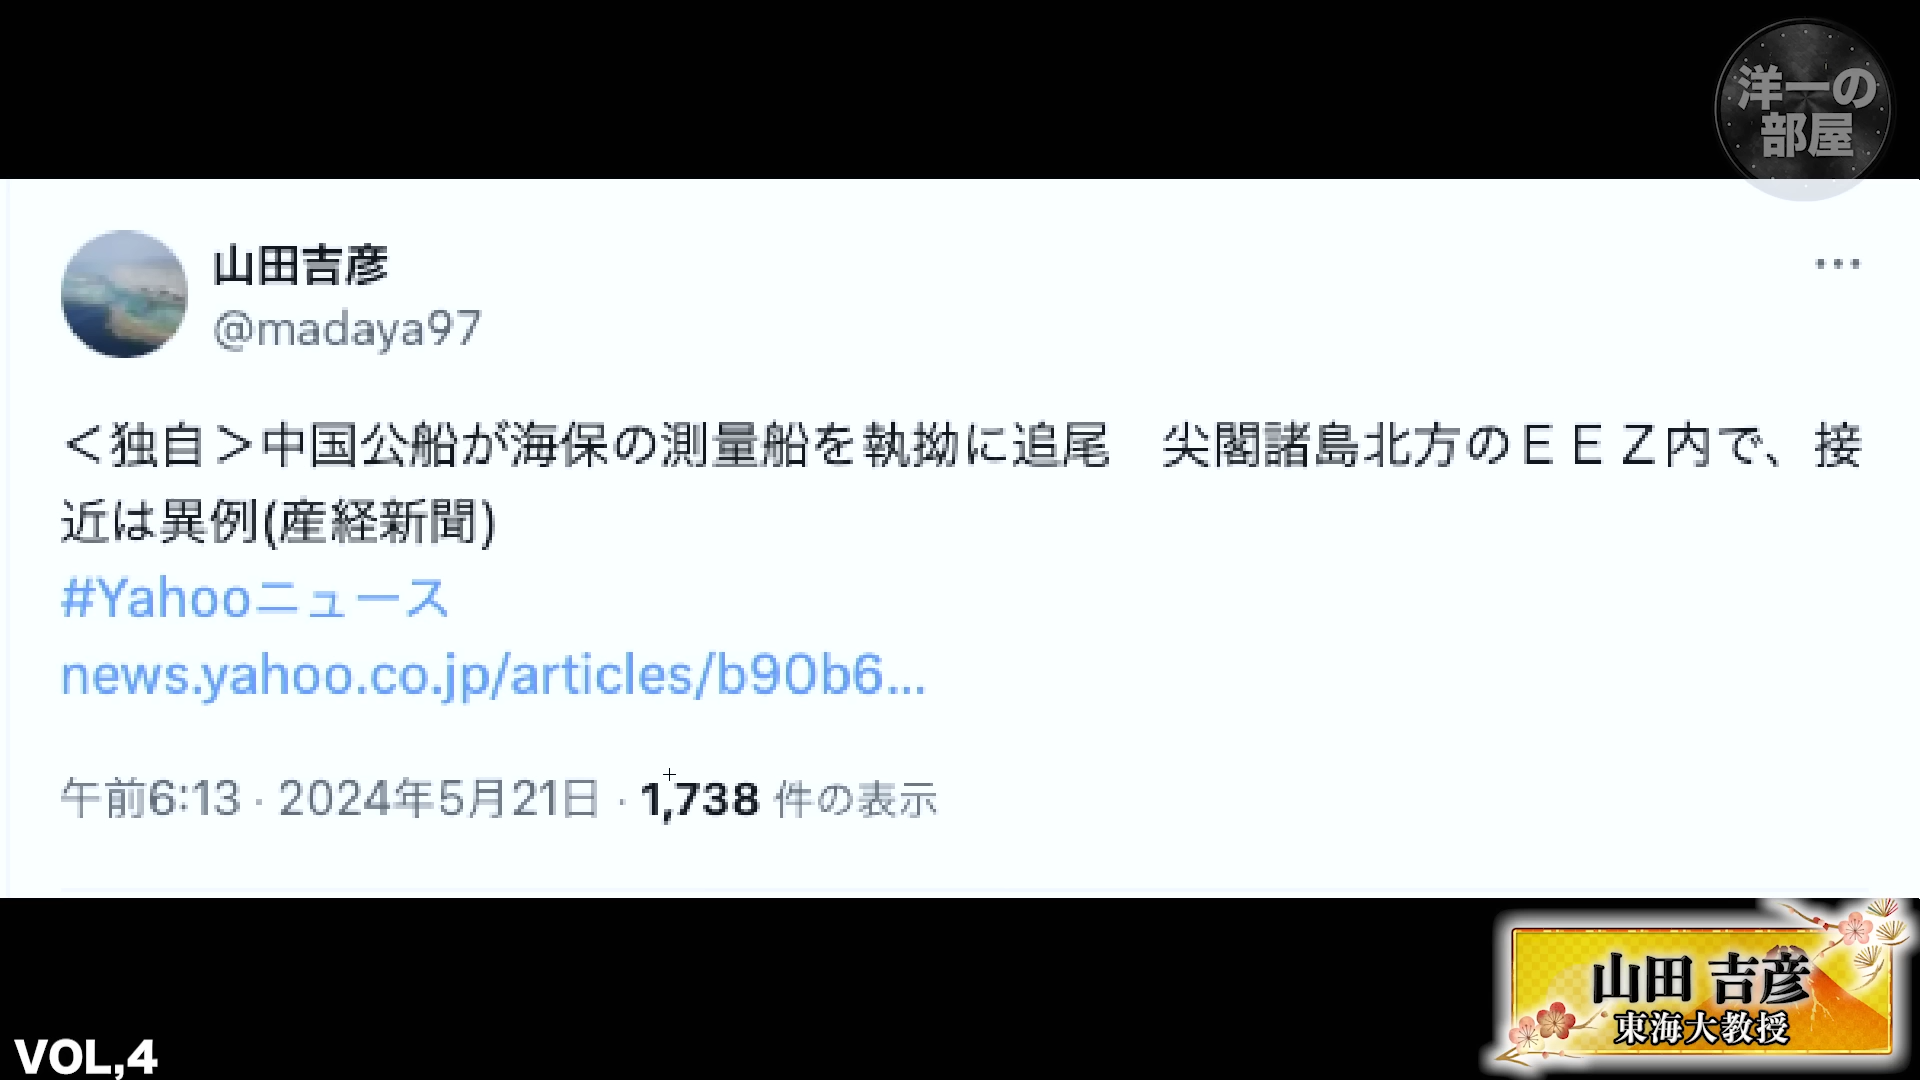 洋一の
部屋
山田吉彦
@madaya97
＜独自＞中国公船が海保の測量船を執拗に追尾　尖閣諸島北方のＥＥＺ内で、接
近は異例(産経新聞)
#Yahooニュース
news.yahoo.co.jp/articles/b90b6...
午前6:13 · 2024年5月21日 · 1,738 件の表示
山田 吉彦
東海大教授
VOL,4